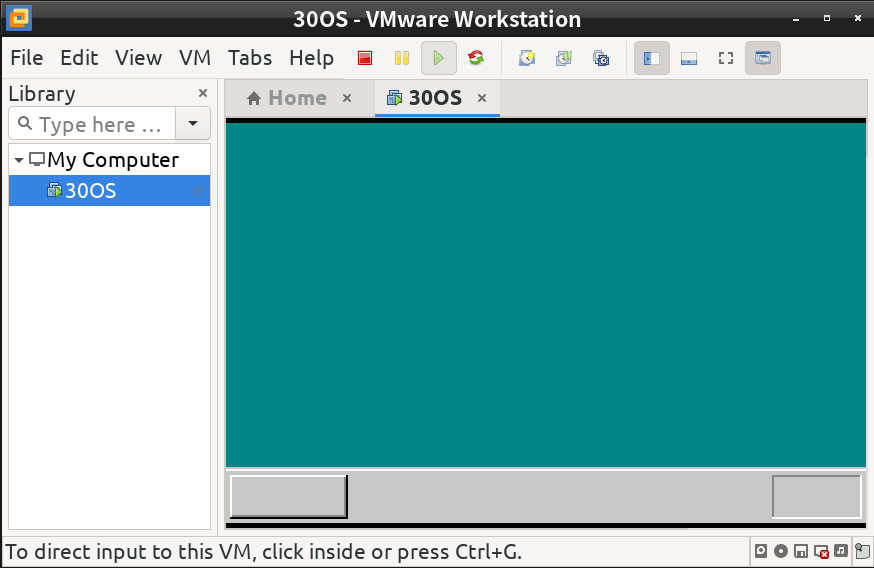 30OS - VMware Workstation
File Edit View VM Tabs Help
Library
Type here ...
My Computer
30OS
Home
30OS
To direct input to this VM, click inside or press Ctrl+G.